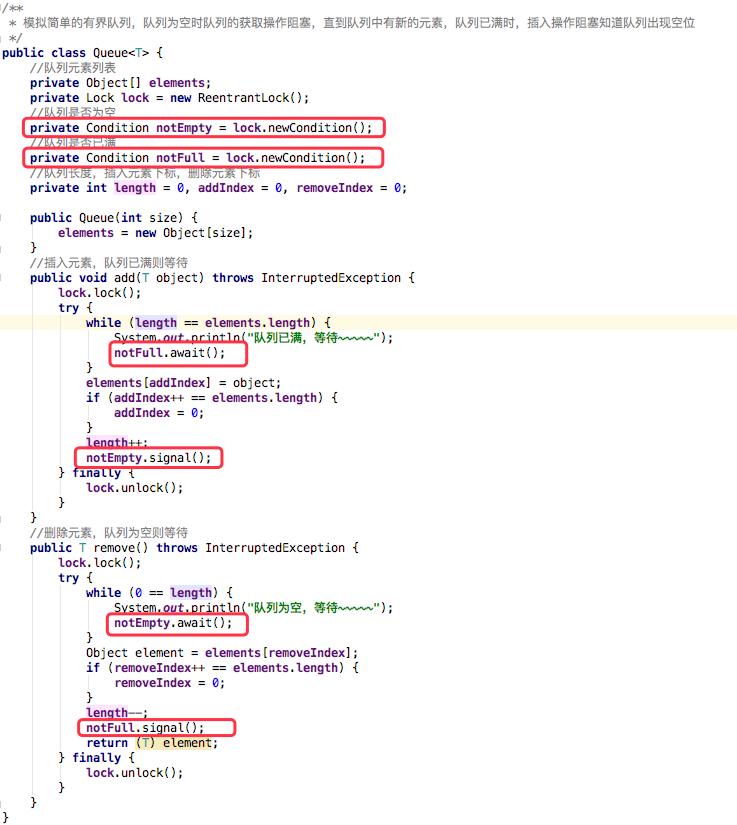 /**
 * 模拟简单的有界队列，队列为空时队列的获取操作阻塞，直到队列中有新的元素，队列已满时，插入操作阻塞知道队列出现空位
 */
public class Queue<T> {
    //队列元素列表
    private Object[] elements;
    private Lock lock = new ReentrantLock();
    //队列是否为空
    private Condition notEmpty = lock.newCondition();
    //队列是否已满
    private Condition notFull = lock.newCondition();
    //队列长度，插入元素下标，删除元素下标
    private int length = 0, addIndex = 0, removeIndex = 0;

    public Queue(int size) {
        elements = new Object[size];
    }
    //插入元素，队列已满则等待
    public void add(T object) throws InterruptedException {
        lock.lock();
        try {
            while (length == elements.length) {
                System.out.println("队列已满，等待~~~~~");
                notFull.await();
            }
            elements[addIndex] = object;
            if (addIndex++ == elements.length) {
                addIndex = 0;
            }
            length++;
            notEmpty.signal();
        } finally {
            lock.unlock();
        }
    }
    //删除元素，队列为空则等待
    public T remove() throws InterruptedException {
        lock.lock();
        try {
            while (0 == length) {
                System.out.println("队列为空，等待~~~~~");
                notEmpty.await();
            }
            Object element = elements[removeIndex];
            if (removeIndex++ == elements.length) {
                removeIndex = 0;
            }
            length--;
            notFull.signal();
            return (T) element;
        } finally {
            lock.unlock();
        }
    }
}